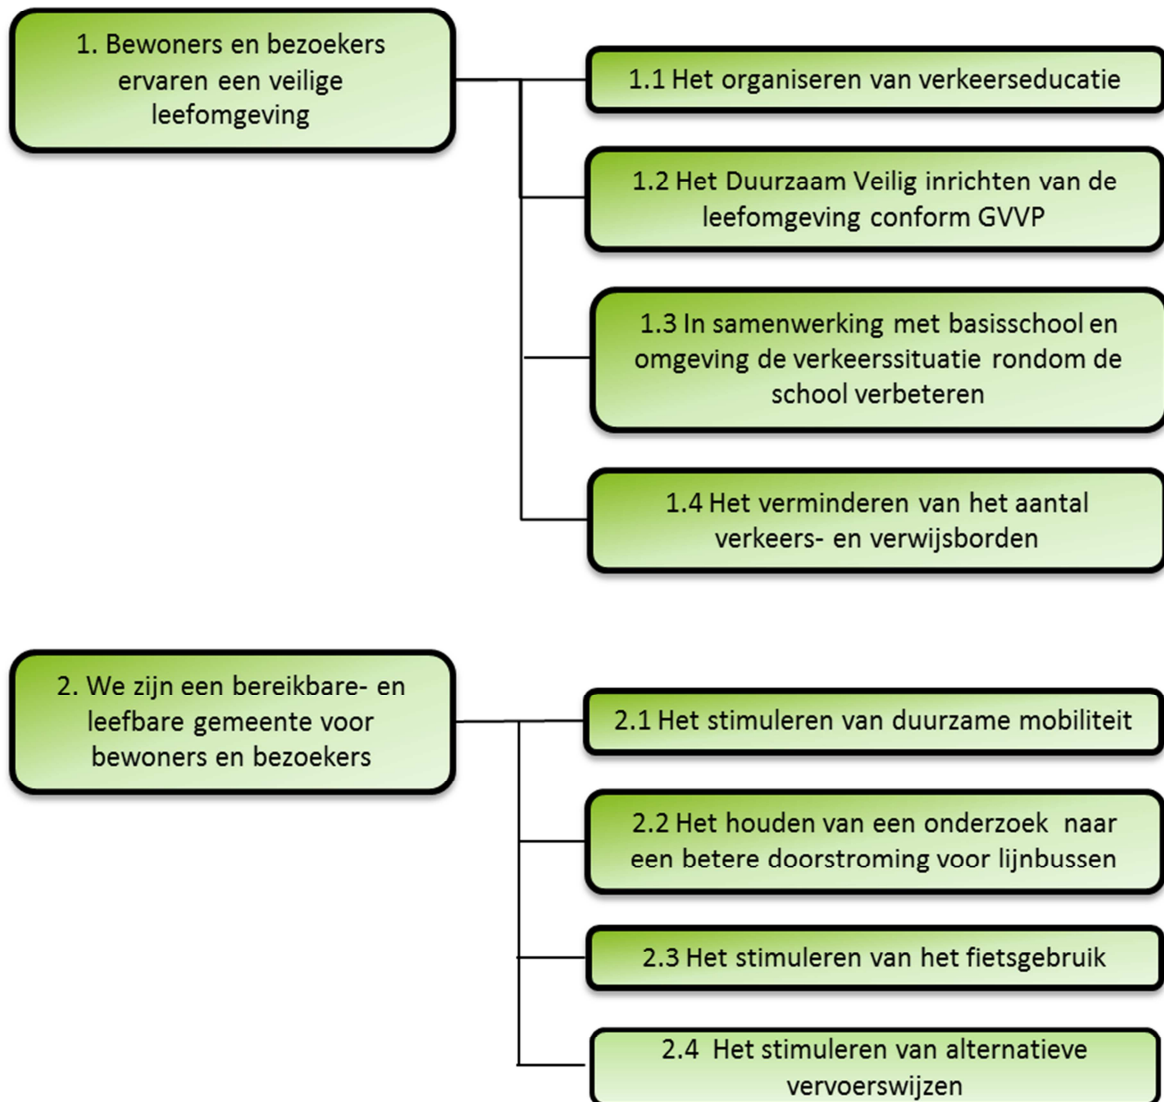 1. Bewoners en bezoekers
ervaren een veilige
leefomgeving
1.1 Het organiseren van verkeerseducatie
1.2 Het Duurzaam Veilig inrichten van de
leefomgeving conform GVVP
1.3 In samenwerking met basisschool en
omgeving de verkeerssituatie rondom de
school verbeteren
1.4 Het verminderen van het aantal
verkeers- en verwijsborden
2. We zijn een bereikbare- en
leefbare gemeente voor
bewoners en bezoekers
2.1 Het stimuleren van duurzame mobiliteit
2.2 Het houden van een onderzoek naar
een betere doorstroming voor lijnbussen
2.3 Het stimuleren van het fietsgebruik
2.4 Het stimuleren van alternatieve
vervoerswijzen